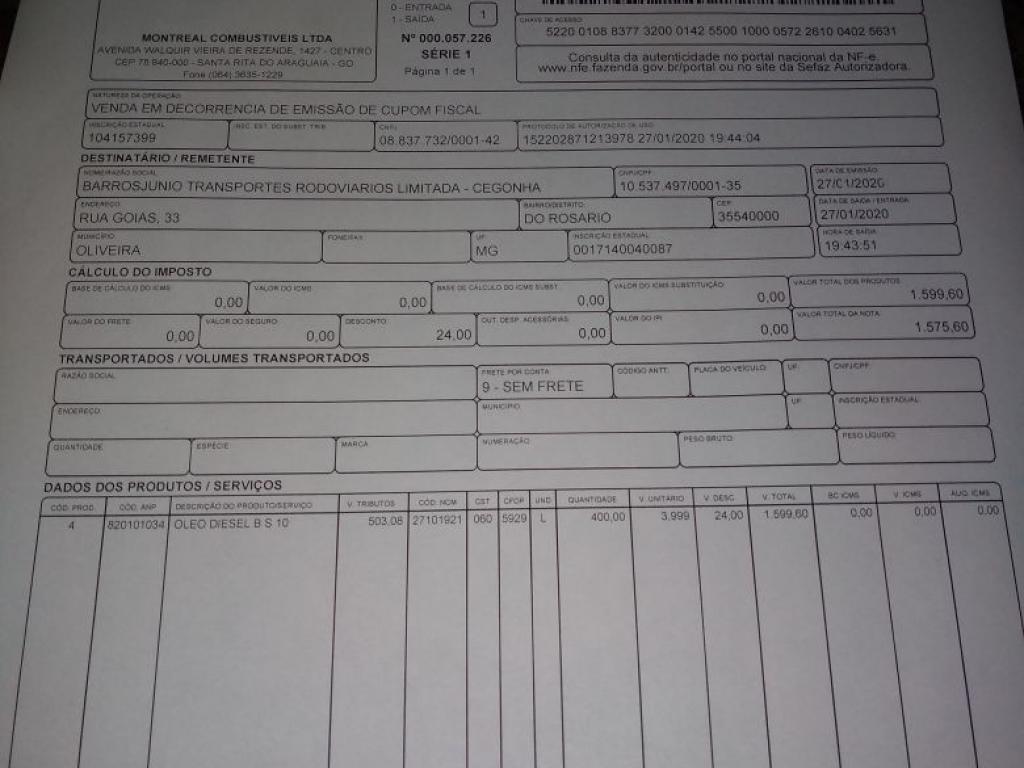 0 - ENTRADA
1 - SAÍDA
1
MONTREAL COMBUSTIVEIS LTDA
AVENIDA WALQUIR VIEIRA DE REZENDE, 1427 - CENTRO
CEP 75.840-000 - SANTA RITA DO ARAGUAIA - GO
Fone (064) 3635-1229
Nº 000.057.226
SÉRIE 1
Página 1 de 1
CHAVE DE ACESSO
5220 0108 8377 3200 0142 5500 1000 0572 2610 0402 5631
Consulta da autenticidade no portal nacional da NF-e.
www.nfe.fazenda.gov.br/portal ou no site da Sefaz Autorizadora.
NATUREZA DA OPERAÇÃO
VENDA EM DECORRENCIA DE EMISSÃO DE CUPOM FISCAL
INSCRIÇÃO ESTADUAL INSC. EST. DO SUBST. TRIB. CNPJ PROTOCOLO DE AUTORIZAÇÃO DE USO
104157399 08.837.732/0001-42 152202871213978 27/01/2020 19:44:04
DESTINATÁRIO / REMETENTE
NOME/RAZÃO SOCIAL CNPJ/CPF DATA DE EMISSÃO
BARROSJUNIO TRANSPORTES RODOVIARIOS LIMITADA - CEGONHA 10.537.497/0001-35 27/01/2020
ENDEREÇO BAIRRO/DISTRITO CEP DATA DE SAÍDA / ENTRADA
RUA GOIAS, 33 DO ROSARIO 35540000 27/01/2020
MUNICÍPIO FONE/FAX UF INSCRIÇÃO ESTADUAL HORA DE SAÍDA
OLIVEIRA MG 0017140040087 19:43:51
CÁLCULO DO IMPOSTO
BASE DE CÁLCULO DO ICMS VALOR DO ICMS BASE DE CÁLCULO DO ICMS SUBST. VALOR DO ICMS SUBSTITUIÇÃO VALOR TOTAL DOS PRODUTOS
0,00 0,00 0,00 0,00 1.599,60
VALOR DO FRETE VALOR DO SEGURO DESCONTO OUT. DESP. ACESSÓRIAS VALOR DO IPI VALOR TOTAL DA NOTA
0,00 0,00 24,00 0,00 0,00 1.575,60
TRANSPORTADOS / VOLUMES TRANSPORTADOS
RAZÃO SOCIAL FRETE POR CONTA CÓDIGO ANTT PLACA DO VEÍCULO UF CNPJ/CPF
9 - SEM FRETE
ENDEREÇO MUNICÍPIO UF INSCRIÇÃO ESTADUAL
QUANTIDADE ESPÉCIE MARCA NUMERAÇÃO PESO BRUTO PESO LÍQUIDO
DADOS DOS PRODUTOS / SERVIÇOS
CÓD. PROD. CÓD. ANP DESCRIÇÃO DO PRODUTO/SERVIÇO V. TRIBUTOS CÓD. NCM CST CFOP UND QUANTIDADE V. UNITÁRIO V. DESC. V. TOTAL BC ICMS V. ICMS ALIQ. ICMS
4 820101034 OLEO DIESEL B S 10 503,08 27101921 060 5929 L 400,00 3,999 24,00 1.599,60 0,00 0,00 0,00